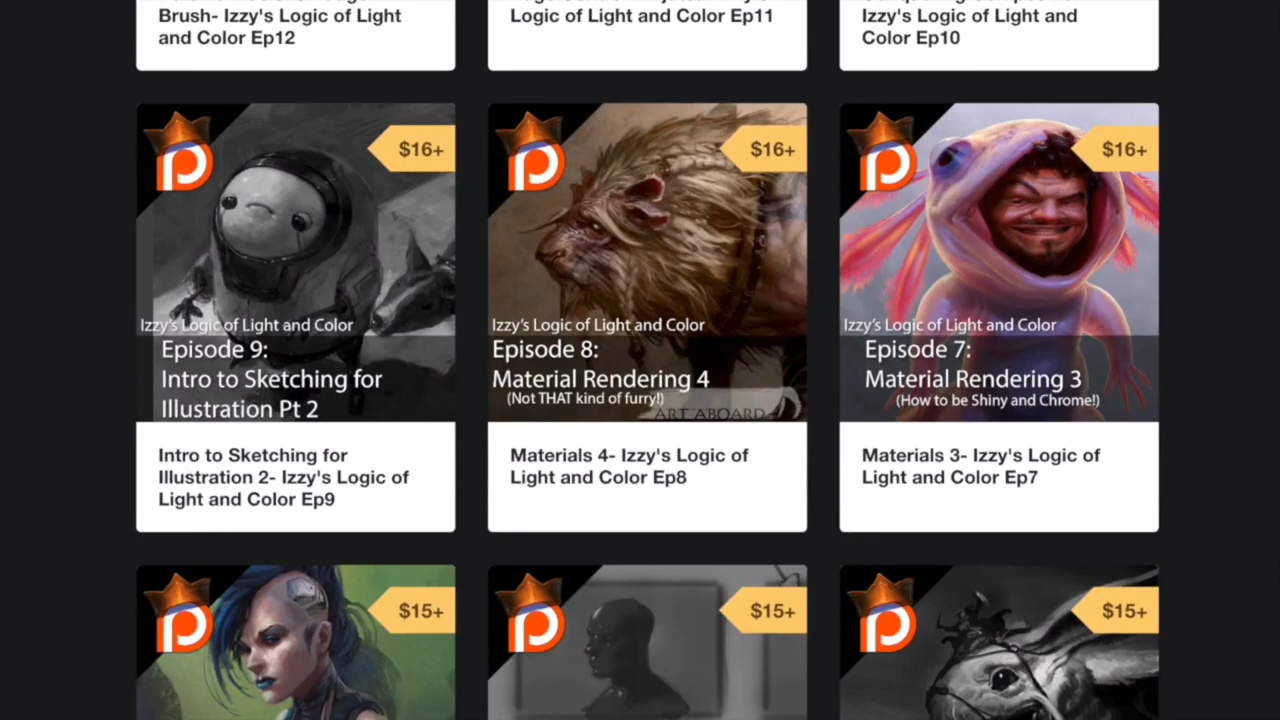 Brush- Izzy's Logic of Light
and Color Ep12
Logic of Light and Color Ep11
Izzy's Logic of Light and
Color Ep10
$16+
Izzy's Logic of Light and Color
Episode 9:
Intro to Sketching for
Illustration Pt 2
Intro to Sketching for
Illustration 2- Izzy's Logic of
Light and Color Ep9
$16+
Izzy's Logic of Light and Color
Episode 8:
Material Rendering 4
(Not THAT kind of furry!)
ART ABOARD
Materials 4- Izzy's Logic of
Light and Color Ep8
$16+
Izzy's Logic of Light and Color
Episode 7:
Material Rendering 3
(How to be Shiny and Chrome!)
Materials 3- Izzy's Logic of
Light and Color Ep7
$15+
$15+
$15+